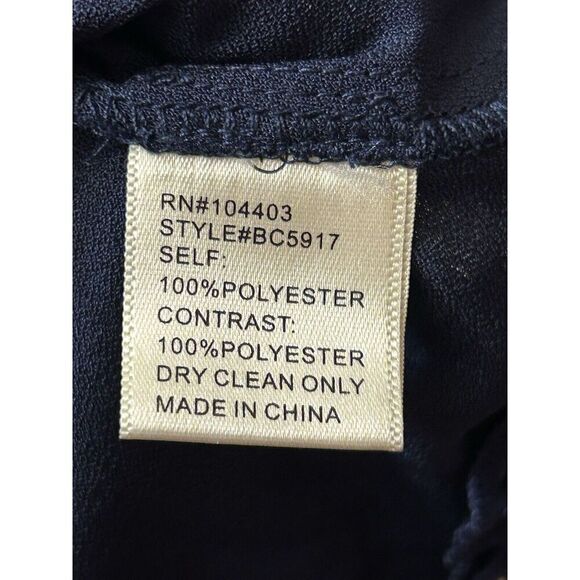 RN#104403
STYLE#BC5917
SELF:
100%POLYESTER
CONTRAST:
100%POLYESTER
DRY CLEAN ONLY
MADE IN CHINA